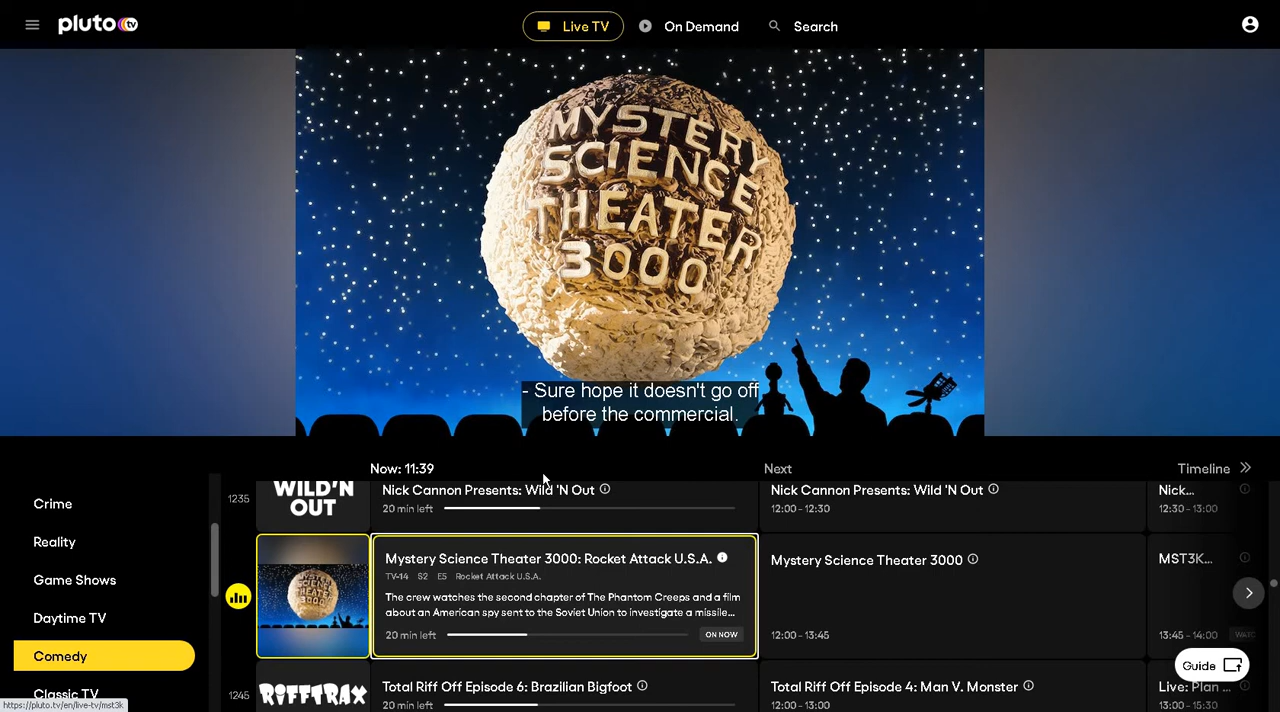 pluto tv
Live TV
On Demand
Search
MYSTERY
SCIENCE
THEATER
3000
- Sure hope it doesn't go off
before the commercial.
Now: 11:39
Next
Timeline
Crime
Reality
Game Shows
Daytime TV
Comedy
Classic TV
1235
WILD'N
OUT
Nick Cannon Presents: Wild 'N Out
20 min left
Nick Cannon Presents: Wild 'N Out
12:00 - 12:30
Nick...
12:30 - 13:00
MYSTERY
SCIENCE
THEATER
3000
Mystery Science Theater 3000: Rocket Attack U.S.A.
TV-14 S2 E5 Rocket Attack U.S.A.
The crew watches the second chapter of The Phantom Creeps and a film
about an American spy sent to the Soviet Union to investigate a missile...
20 min left
ON NOW
Mystery Science Theater 3000
12:00 - 13:45
MST3K...
13:45 - 14:00
WATC
1245
RIFFTRAX
Total Riff Off Episode 6: Brazilian Bigfoot
20 min left
Total Riff Off Episode 4: Man V. Monster
12:00 - 13:00
Live: Plan ...
13:00 - 15:30
Guide
https://pluto.tv/en/live-tv/mst3k